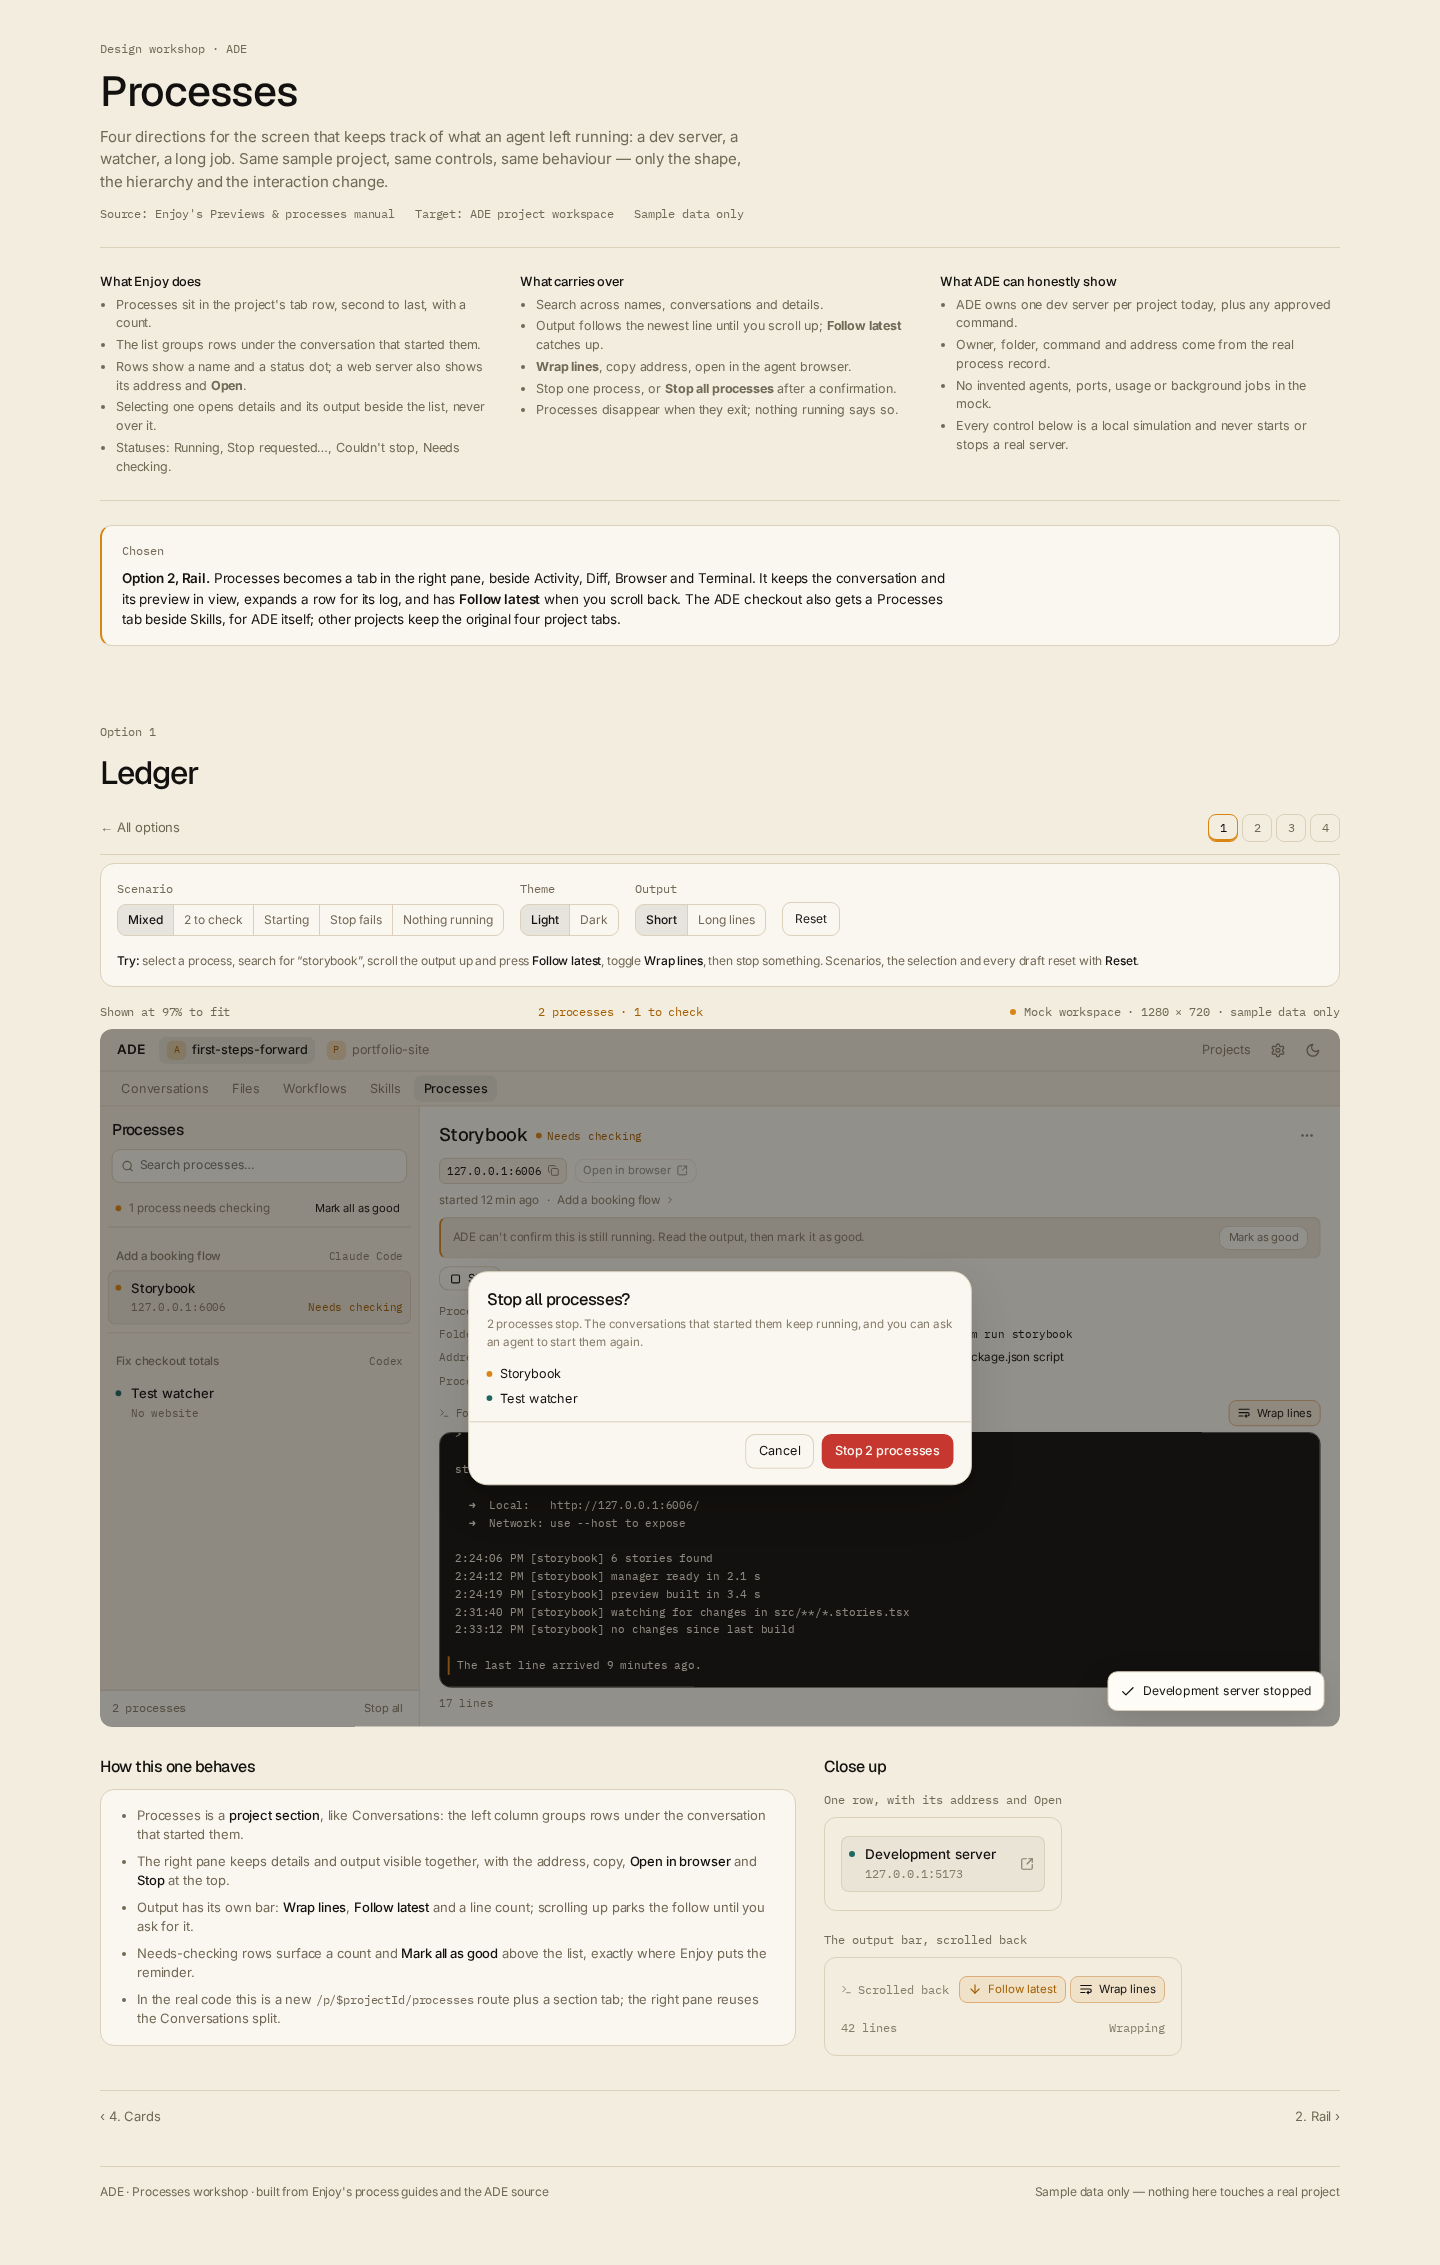 Design workshop · ADE
Processes
Four directions for the screen that keeps track of what an agent left running: a dev server, a
watcher, a long job. Same sample project, same controls, same behaviour — only the shape,
the hierarchy and the interaction change.
Source: Enjoy's Previews & processes manual   Target: ADE project workspace   Sample data only
What Enjoy does
• Processes sit in the project's tab row, second to last, with a
count.
• The list groups rows under the conversation that started them.
• Rows show a name and a status dot; a web server also shows
its address and Open.
• Selecting one opens details and its output beside the list, never
over it.
• Statuses: Running, Stop requested…, Couldn't stop, Needs
checking.
What carries over
• Search across names, conversations and details.
• Output follows the newest line until you scroll up; Follow latest
catches up.
• Wrap lines, copy address, open in the agent browser.
• Stop one process, or Stop all processes after a confirmation.
• Processes disappear when they exit; nothing running says so.
What ADE can honestly show
• ADE owns one dev server per project today, plus any approved
command.
• Owner, folder, command and address come from the real
process record.
• No invented agents, ports, usage or background jobs in the
mock.
• Every control below is a local simulation and never starts or
stops a real server.
Chosen
Option 2, Rail. Processes becomes a tab in the right pane, beside Activity, Diff, Browser and Terminal. It keeps the conversation and
its preview in view, expands a row for its log, and has Follow latest when you scroll back. The ADE checkout also gets a Processes
tab beside Skills, for ADE itself; other projects keep the original four project tabs.
Option 1
Ledger
← All options
1 2 3 4
Scenario Theme Output
Mixed 2 to check Starting Stop fails Nothing running Light Dark Short Long lines Reset
Try: select a process, search for “storybook”, scroll the output up and press Follow latest, toggle Wrap lines, then stop something. Scenarios, the selection and every draft reset with Reset.
Shown at 97% to fit
2 processes · 1 to check
Mock workspace · 1280 × 720 · sample data only
ADE A first-steps-forward P portfolio-site Projects
Conversations Files Workflows Skills Processes
Processes
Search processes…
1 process needs checking Mark all as good
Add a booking flow Claude Code
Storybook
127.0.0.1:6006 Needs checking
Fix checkout totals Codex
Test watcher
No website
2 processes Stop all
Storybook Needs checking
127.0.0.1:6006 Open in browser
started 12 min ago · Add a booking flow ›
ADE can't confirm this is still running. Read the output, then mark it as good. Mark as good
Stop all processes?
2 processes stop. The conversations that started them keep running, and you can ask
an agent to start them again.
Storybook
Test watcher
Cancel Stop 2 processes
run storybook
script
Wrap lines
➜ Local: http://127.0.0.1:6006/
➜ Network: use --host to expose
2:24:06 PM [storybook] 6 stories found
2:24:12 PM [storybook] manager ready in 2.1 s
2:24:19 PM [storybook] preview built in 3.4 s
2:31:40 PM [storybook] watching for changes in src/**/*.stories.tsx
2:33:12 PM [storybook] no changes since last build
The last line arrived 9 minutes ago.
17 lines
Development server stopped
How this one behaves
• Processes is a project section, like Conversations: the left column groups rows under the conversation
that started them.
• The right pane keeps details and output visible together, with the address, copy, Open in browser and
Stop at the top.
• Output has its own bar: Wrap lines, Follow latest and a line count; scrolling up parks the follow until you
ask for it.
• Needs-checking rows surface a count and Mark all as good above the list, exactly where Enjoy puts the
reminder.
• In the real code this is a new /p/$projectId/processes route plus a section tab; the right pane reuses
the Conversations split.
Close up
One row, with its address and Open
Development server
127.0.0.1:5173
The output bar, scrolled back
Scrolled back Follow latest Wrap lines
42 lines Wrapping
‹ 4. Cards
2. Rail ›
ADE · Processes workshop · built from Enjoy's process guides and the ADE source
Sample data only — nothing here touches a real project